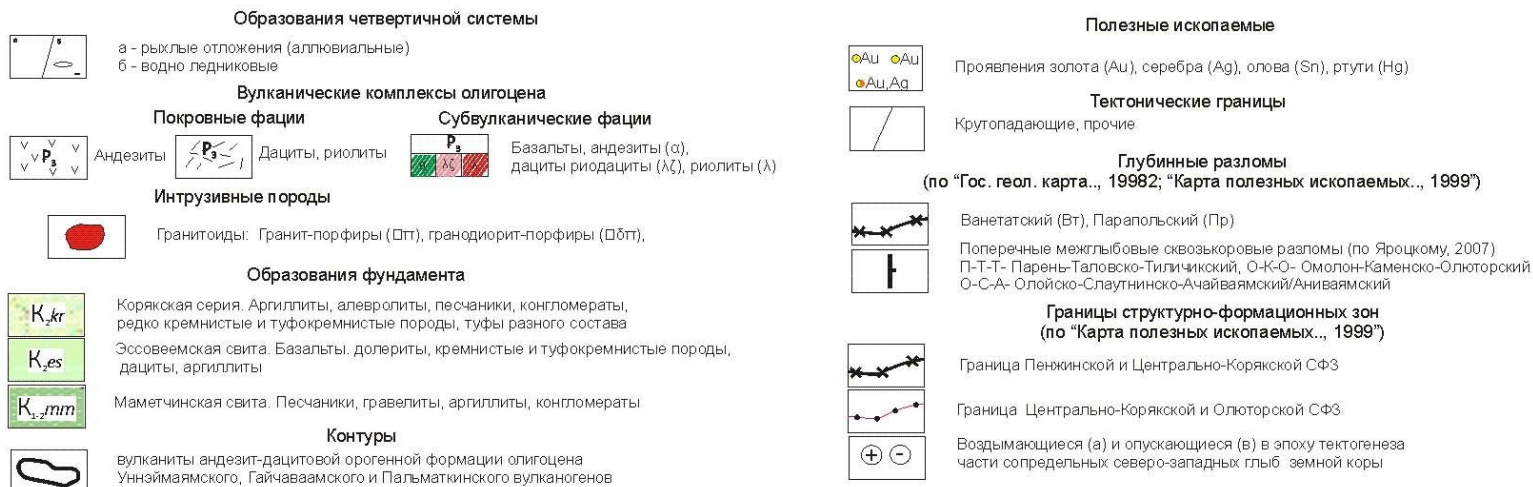 Образования четвертичной системы
а б
а - рыхлые отложения (аллювиальные)
б - водно ледниковые
Вулканические комплексы олигоцена
Покровные фации
Субвулканические фации
P₃ Андезиты
P₃ Дациты, риолиты
P₃
α λζ λ
Базальты, андезиты (α),
дациты риодациты (λζ), риолиты (λ)
Интрузивные породы
Гранитоиды: Гранит-порфиры (□π), гранодиорит-порфиры (□δπ),
Образования фундамента
K₂kr
Корякская серия. Аргиллиты, алевролиты, песчаники, конгломераты,
редко кремнистые и туфокремнистые породы, туфы разного состава
K₂es
Эссовеемская свита. Базальты. долериты, кремнистые и туфокремнистые породы,
дациты, аргиллиты
K₁₋₂mm
Маметчинская свита. Песчаники, гравелиты, аргиллиты, конгломераты
Контуры
вулканиты андезит-дацитовой орогенной формации олигоцена
Уннэймаямского, Гайчаваамского и Пальматкинского вулканогенов
Полезные ископаемые
Au Au
Au,Ag
Проявления золота (Au), серебра (Ag), олова (Sn), ртути (Hg)
Тектонические границы
Крутопадающие, прочие
Глубинные разломы
(по "Гос. геол. карта.., 19982; "Карта полезных ископаемых.., 1999")
Ванетатский (Вт), Парапольский (Пр)
Поперечные межглыбовые сквозькоровые разломы (по Яроцкому, 2007)
П-Т-Т- Парень-Таловско-Тиличикский, О-К-О- Омолон-Каменско-Олюторский
О-С-А- Олойско-Слаутнинско-Ачайваямский/Аниваямский
Границы структурно-формационных зон
(по "Карта полезных ископаемых.., 1999")
Граница Пенжинской и Центрально-Корякской СФЗ
Граница Центрально-Корякской и Олюторской СФЗ
+ -
Воздымающиеся (а) и опускающиеся (в) в эпоху тектогенеза
части сопредельных северо-западных глыб земной коры